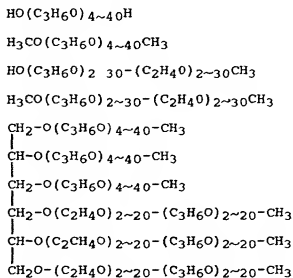 HO(C3H6O)4~40H
H3CO(C3H6O)4~40CH3
HO(C3H6O)2 30-(C2H4O)2~30CH3
H3CO(C3H6O)2~30-(C2H4O)2~30CH3
CH2-O(C3H6O)4~40-CH3
CH-O(C3H6O)4~40-CH3
CH2-O(C3H6O)4~40-CH3
CH2-O(C2H4O)2~20-(C3H6O)2~20-CH3
CH-O(C2CH4O)2~20-(C3H6O)2~20-CH3
CH2O-(C2H4O)2~20-(C3H6O)2~20-CH3